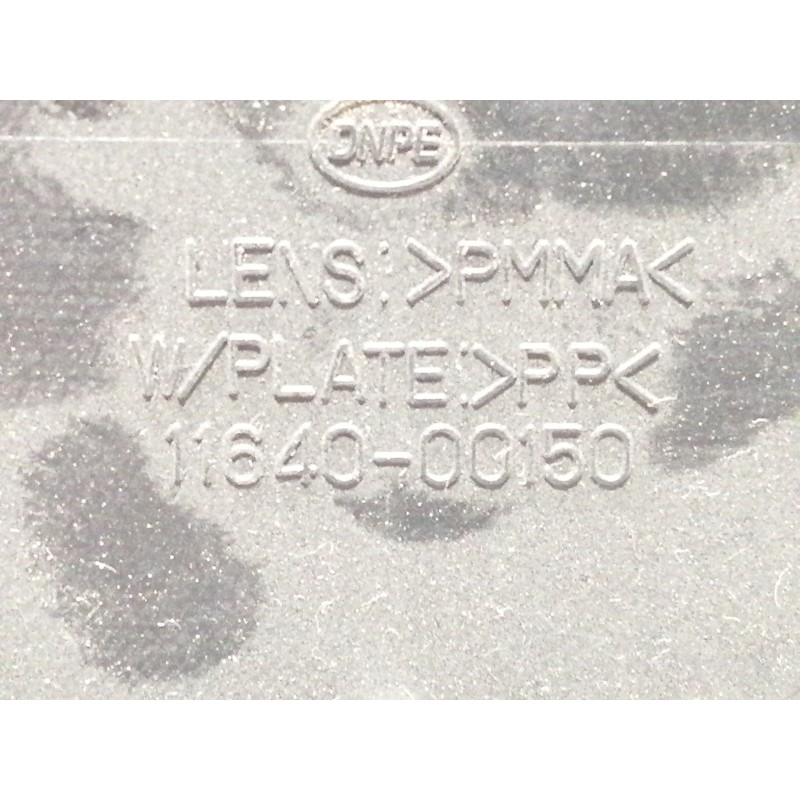 DNPE
LENS:>PMMA<
W/PLATE:>PP<
11640-00150